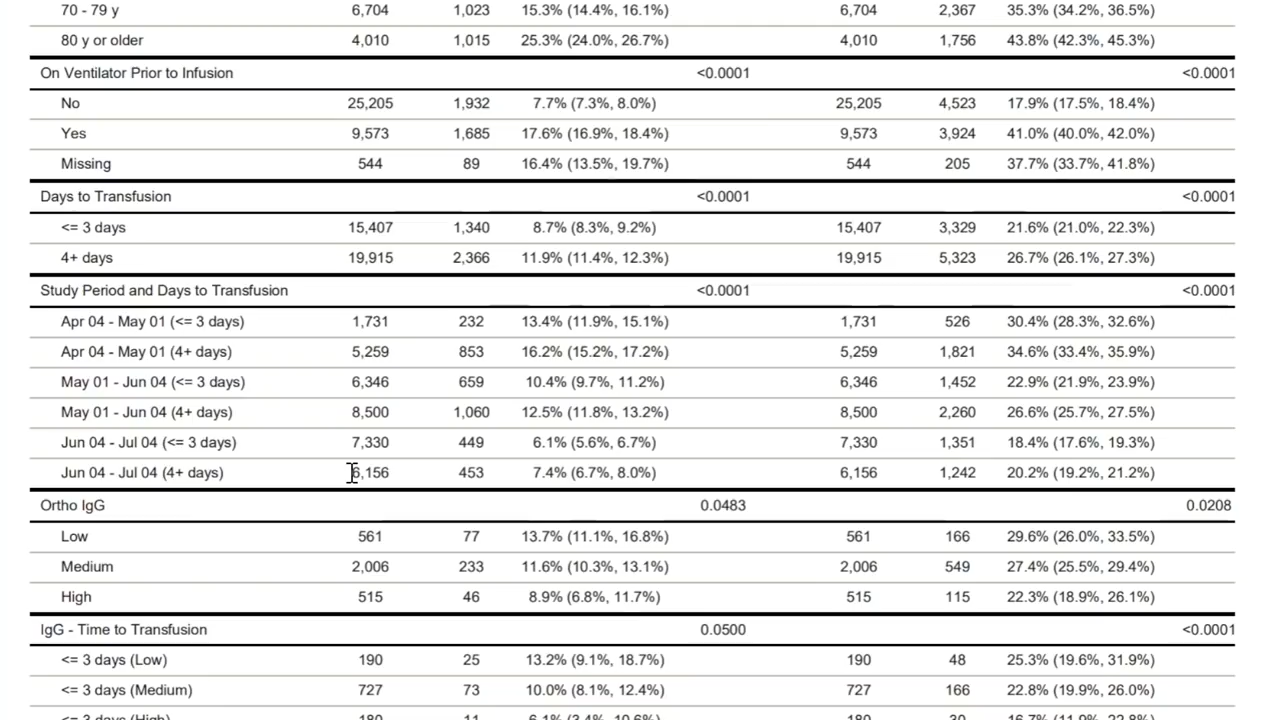 70 - 79 y 6,704 1,023 15.3% (14.4%, 16.1%) 6,704 2,367 35.3% (34.2%, 36.5%)
80 y or older 4,010 1,015 25.3% (24.0%, 26.7%) 4,010 1,756 43.8% (42.3%, 45.3%)
On Ventilator Prior to Infusion <0.0001 <0.0001
No 25,205 1,932 7.7% (7.3%, 8.0%) 25,205 4,523 17.9% (17.5%, 18.4%)
Yes 9,573 1,685 17.6% (16.9%, 18.4%) 9,573 3,924 41.0% (40.0%, 42.0%)
Missing 544 89 16.4% (13.5%, 19.7%) 544 205 37.7% (33.7%, 41.8%)
Days to Transfusion <0.0001 <0.0001
<= 3 days 15,407 1,340 8.7% (8.3%, 9.2%) 15,407 3,329 21.6% (21.0%, 22.3%)
4+ days 19,915 2,366 11.9% (11.4%, 12.3%) 19,915 5,323 26.7% (26.1%, 27.3%)
Study Period and Days to Transfusion <0.0001 <0.0001
Apr 04 - May 01 (<= 3 days) 1,731 232 13.4% (11.9%, 15.1%) 1,731 526 30.4% (28.3%, 32.6%)
Apr 04 - May 01 (4+ days) 5,259 853 16.2% (15.2%, 17.2%) 5,259 1,821 34.6% (33.4%, 35.9%)
May 01 - Jun 04 (<= 3 days) 6,346 659 10.4% (9.7%, 11.2%) 6,346 1,452 22.9% (21.9%, 23.9%)
May 01 - Jun 04 (4+ days) 8,500 1,060 12.5% (11.8%, 13.2%) 8,500 2,260 26.6% (25.7%, 27.5%)
Jun 04 - Jul 04 (<= 3 days) 7,330 449 6.1% (5.6%, 6.7%) 7,330 1,351 18.4% (17.6%, 19.3%)
Jun 04 - Jul 04 (4+ days) 6,156 453 7.4% (6.7%, 8.0%) 6,156 1,242 20.2% (19.2%, 21.2%)
Ortho IgG 0.0483 0.0208
Low 561 77 13.7% (11.1%, 16.8%) 561 166 29.6% (26.0%, 33.5%)
Medium 2,006 233 11.6% (10.3%, 13.1%) 2,006 549 27.4% (25.5%, 29.4%)
High 515 46 8.9% (6.8%, 11.7%) 515 115 22.3% (18.9%, 26.1%)
IgG - Time to Transfusion 0.0500 <0.0001
<= 3 days (Low) 190 25 13.2% (9.1%, 18.7%) 190 48 25.3% (19.6%, 31.9%)
<= 3 days (Medium) 727 73 10.0% (8.1%, 12.4%) 727 166 22.8% (19.9%, 26.0%)
<= 3 days (High) 180 11 6.1% (3.4%, 10.6%) 180 30 16.7% (11.9%, 22.8%)